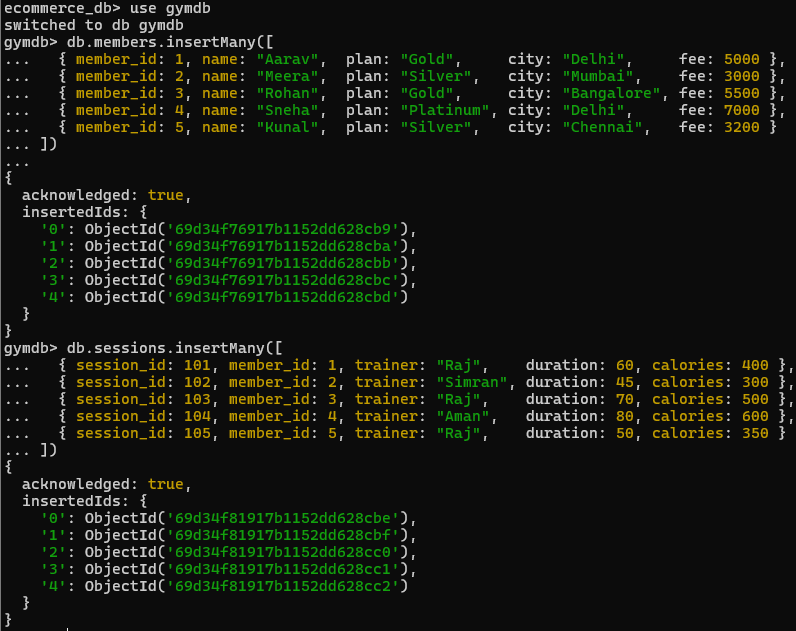 ecommerce_db> use gymdb
switched to db gymdb
gymdb> db.members.insertMany([
...   { member_id: 1, name: "Aarav",  plan: "Gold",     city: "Delhi",     fee: 5000 },
...   { member_id: 2, name: "Meera",  plan: "Silver",   city: "Mumbai",    fee: 3000 },
...   { member_id: 3, name: "Rohan",  plan: "Gold",     city: "Bangalore", fee: 5500 },
...   { member_id: 4, name: "Sneha",  plan: "Platinum", city: "Delhi",     fee: 7000 },
...   { member_id: 5, name: "Kunal",  plan: "Silver",   city: "Chennai",   fee: 3200 }
... ])
...
{
  acknowledged: true,
  insertedIds: {
    '0': ObjectId('69d34f76917b1152dd628cb9'),
    '1': ObjectId('69d34f76917b1152dd628cba'),
    '2': ObjectId('69d34f76917b1152dd628cbb'),
    '3': ObjectId('69d34f76917b1152dd628cbc'),
    '4': ObjectId('69d34f76917b1152dd628cbd')
  }
}
gymdb> db.sessions.insertMany([
...   { session_id: 101, member_id: 1, trainer: "Raj",    duration: 60, calories: 400 },
...   { session_id: 102, member_id: 2, trainer: "Simran", duration: 45, calories: 300 },
...   { session_id: 103, member_id: 3, trainer: "Raj",    duration: 70, calories: 500 },
...   { session_id: 104, member_id: 4, trainer: "Aman",   duration: 80, calories: 600 },
...   { session_id: 105, member_id: 5, trainer: "Raj",    duration: 50, calories: 350 }
... ])
{
  acknowledged: true,
  insertedIds: {
    '0': ObjectId('69d34f81917b1152dd628cbe'),
    '1': ObjectId('69d34f81917b1152dd628cbf'),
    '2': ObjectId('69d34f81917b1152dd628cc0'),
    '3': ObjectId('69d34f81917b1152dd628cc1'),
    '4': ObjectId('69d34f81917b1152dd628cc2')
  }
}